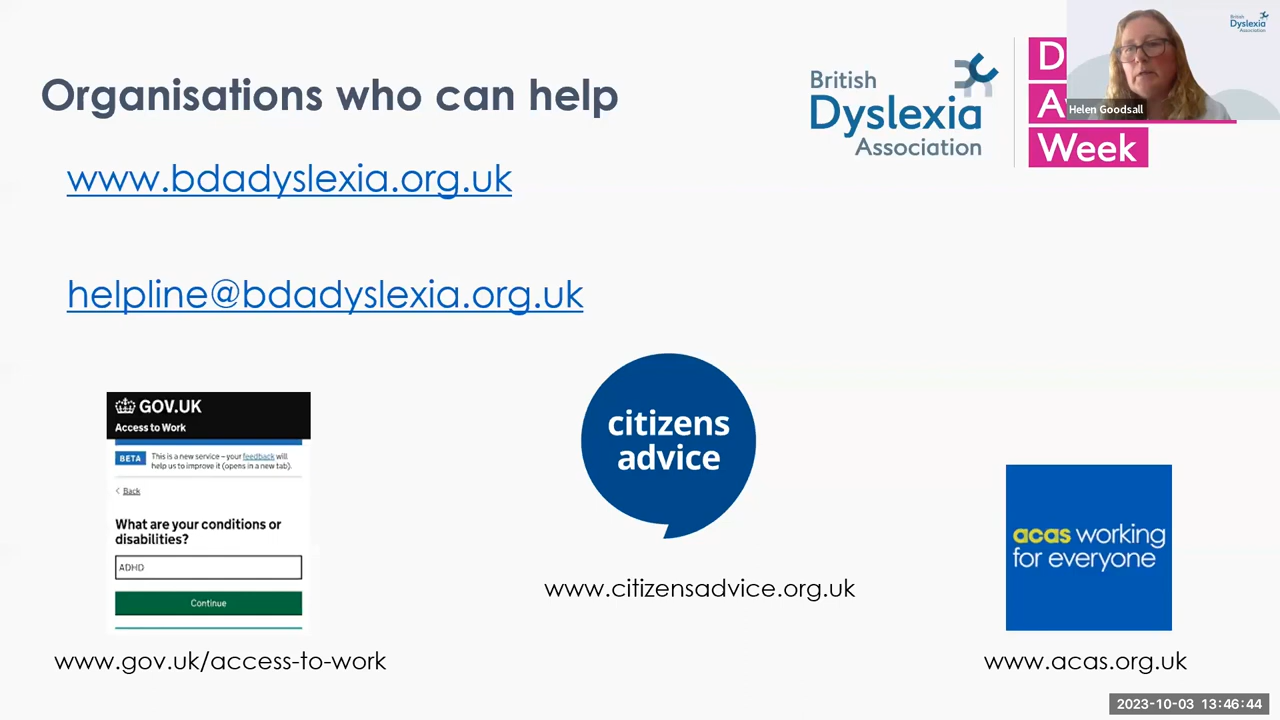 Organisations who can help
www.bdadyslexia.org.uk
helpline@bdadyslexia.org.uk
British
Dyslexia
Association
D
A
Week
British
Dyslexia
Association
Helen Goodsall
GOV.UK
Access to Work
BETA
This is a new service – your feedback will
help us to improve it (opens in a new tab).
Back
What are your conditions or
disabilities?
ADHD
Continue
www.gov.uk/access-to-work
citizens
advice
www.citizensadvice.org.uk
acas working
for everyone
www.acas.org.uk
2023-10-03 13:46:44